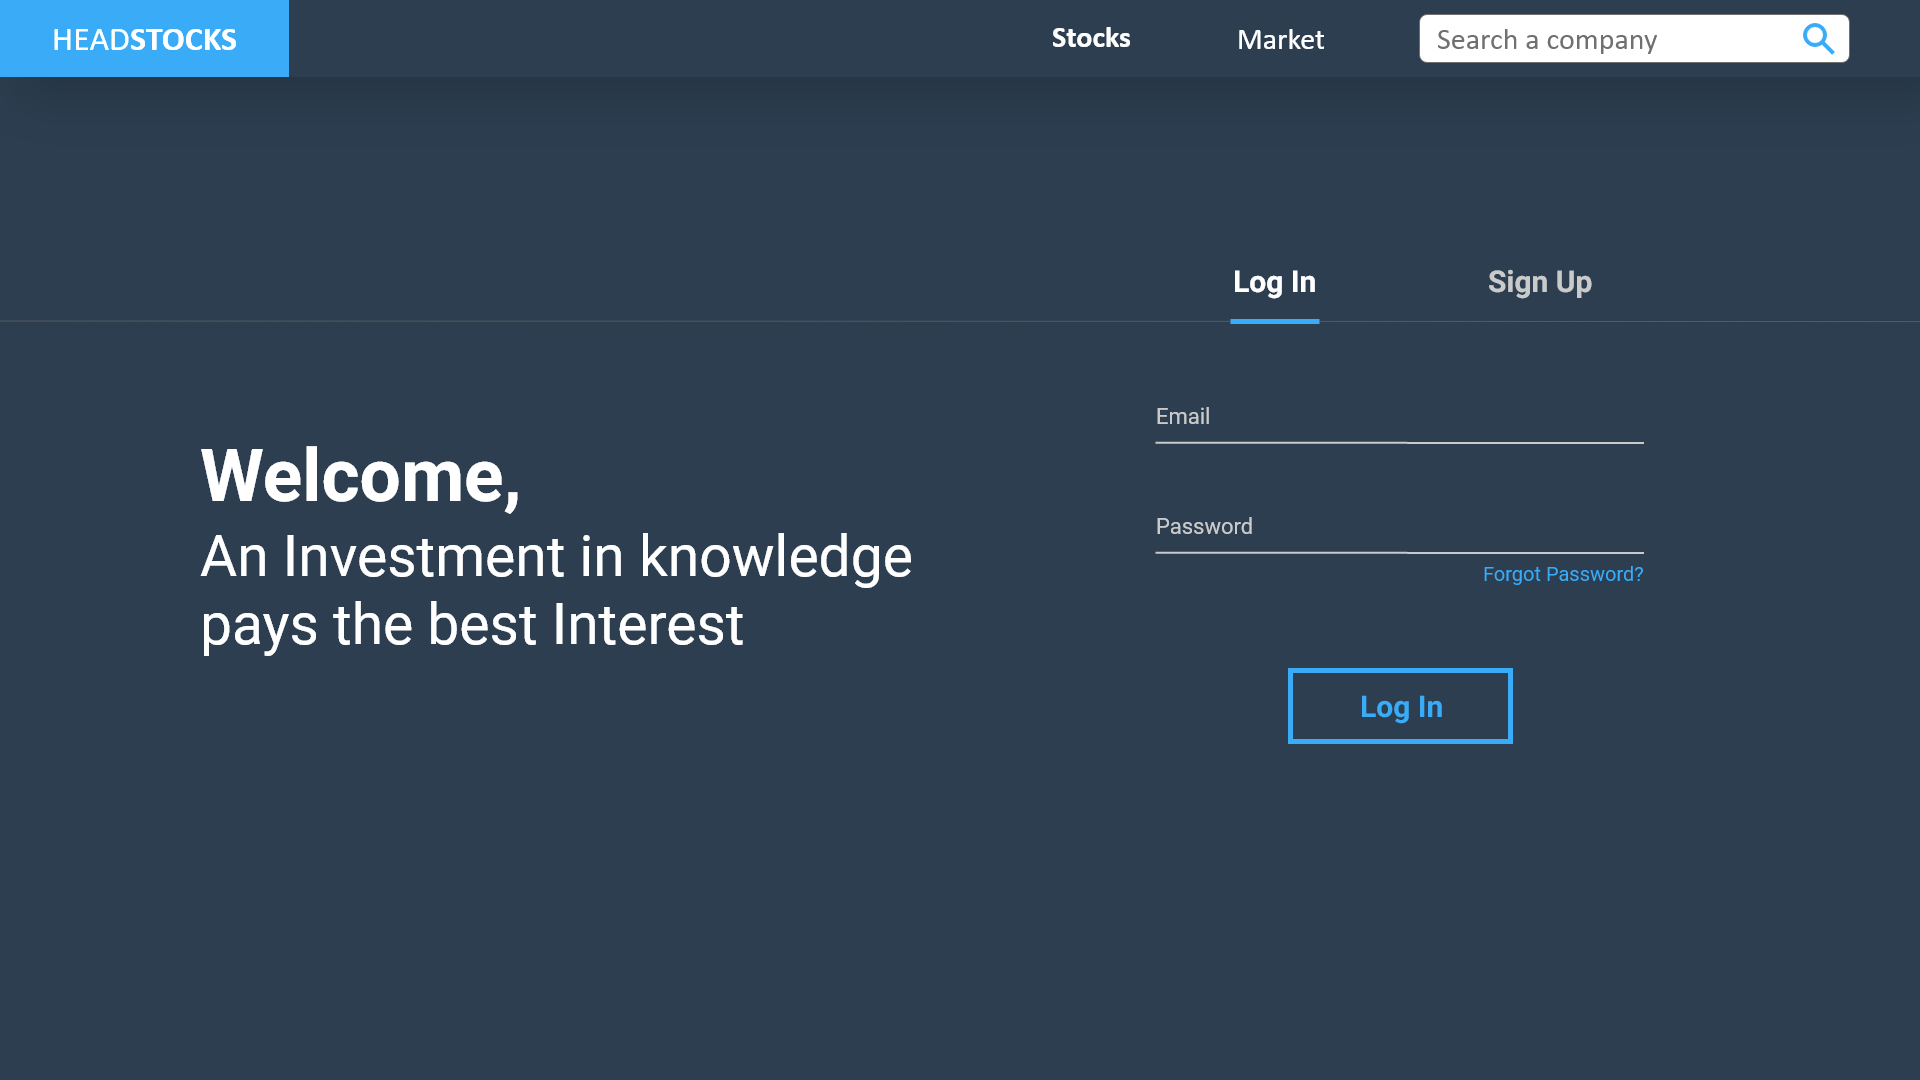 HEADSTOCKS
Stocks
Market
Search a company
Log In
Sign Up
Welcome,
An Investment in knowledge
pays the best Interest
Email
Password
Forgot Password?
Log In